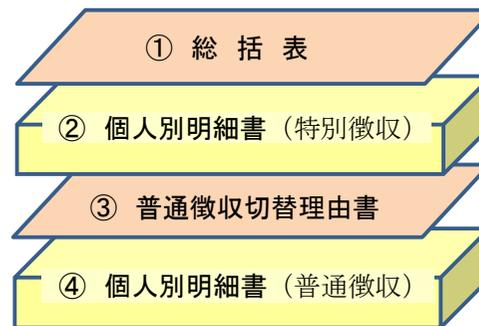 ① 総 括 表
② 個人別明細書（特別徴収）
③ 普通徴収切替理由書
④ 個人別明細書（普通徴収）